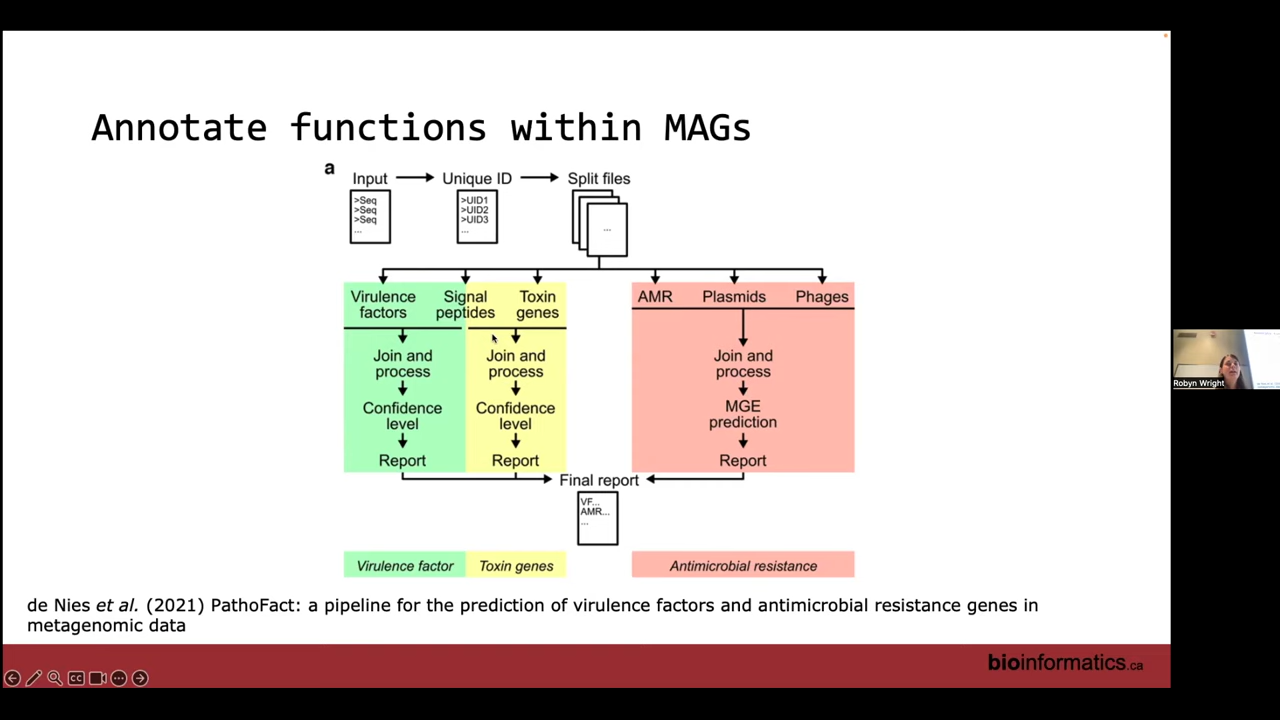 Annotate functions within MAGs
a
Input Unique ID Split files
>Seq
>Seq
>Seq
...
>UID1
>UID2
>UID3
...
...
Virulence factors
Signal peptides
Toxin genes
AMR Plasmids Phages
Join and process
Confidence level
Report
Join and process
Confidence level
Report
Join and process
MGE prediction
Report
Final report
VF...
AMR...
...
Virulence factor Toxin genes Antimicrobial resistance
de Nies et al. (2021) PathoFact: a pipeline for the prediction of virulence factors and antimicrobial resistance genes in
metagenomic data
bioinformatics.ca
CC
Robyn Wright